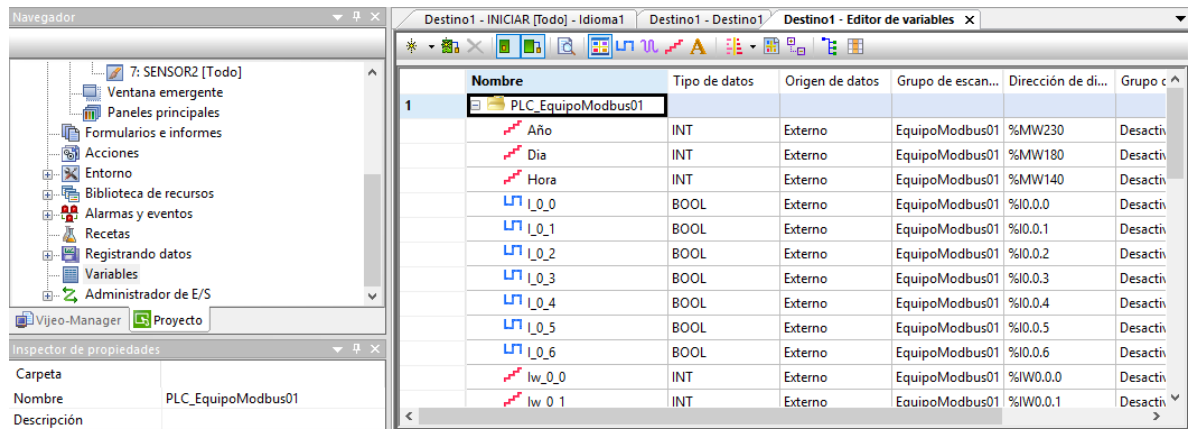 Navegador
7: SENSOR2 [Todo]
Ventana emergente
Paneles principales
Formularios e informes
Acciones
Entorno
Biblioteca de recursos
Alarmas y eventos
Recetas
Registrando datos
Variables
Administrador de E/S
Vijeo-Manager Proyecto
Inspector de propiedades
Carpeta
Nombre PLC_EquipoModbus01
Descripción
Destino1 - INICIAR [Todo] - Idioma1 Destino1 - Destino1 Destino1 - Editor de variables X
Nombre Tipo de datos Origen de datos Grupo de escan... Dirección de di... Grupo
1 PLC_EquipoModbus01
Año INT Externo EquipoModbus01 %MW230 Desactiv
Dia INT Externo EquipoModbus01 %MW180 Desactiv
Hora INT Externo EquipoModbus01 %MW140 Desactiv
I_0_0 BOOL Externo EquipoModbus01 %I0.0.0 Desactiv
I_0_1 BOOL Externo EquipoModbus01 %I0.0.1 Desactiv
I_0_2 BOOL Externo EquipoModbus01 %I0.0.2 Desactiv
I_0_3 BOOL Externo EquipoModbus01 %I0.0.3 Desactiv
I_0_4 BOOL Externo EquipoModbus01 %I0.0.4 Desactiv
I_0_5 BOOL Externo EquipoModbus01 %I0.0.5 Desactiv
I_0_6 BOOL Externo EquipoModbus01 %I0.0.6 Desactiv
Iw_0_0 INT Externo EquipoModbus01 %IW0.0.0 Desactiv
Iw_0_1 INT Externo EquipoModbus01 %IW0.0.1 Desactiv